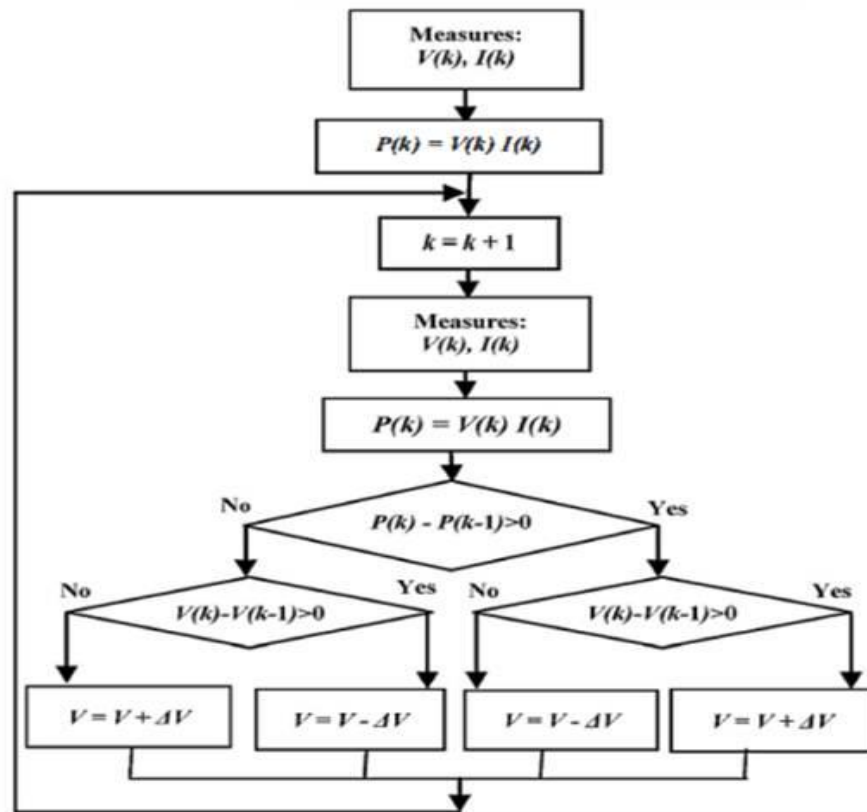 Measures:
V(k), I(k)
P(k) = V(k) I(k)
k = k + 1
Measures:
V(k), I(k)
P(k) = V(k) I(k)
No
Yes
P(k) - P(k-1)>0
No
Yes
No
Yes
V(k)-V(k-1)>0
V(k)-V(k-1)>0
V = V + ΔV
V = V - ΔV
V = V - ΔV
V = V + ΔV